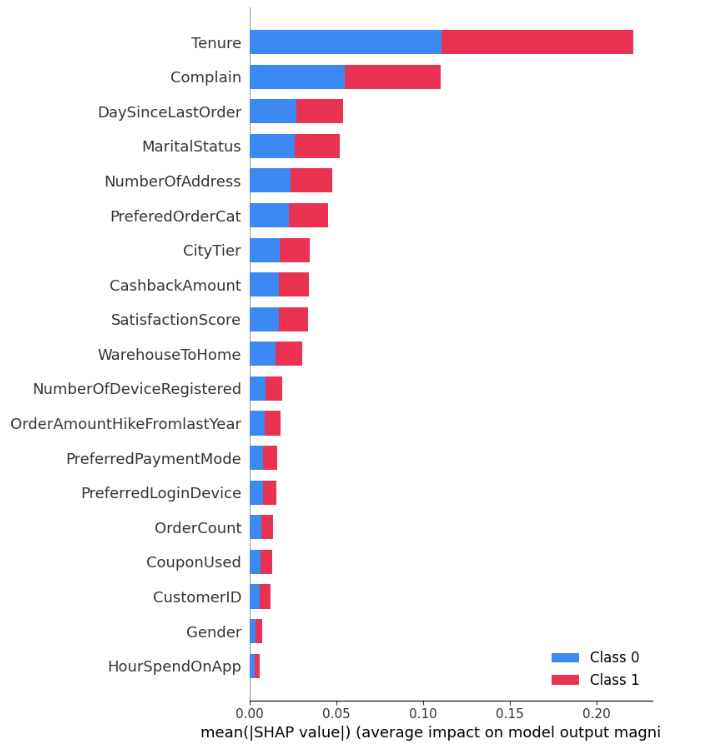 Tenure
Complain
DaySinceLastOrder
MaritalStatus
NumberOfAddress
PreferedOrderCat
CityTier
CashbackAmount
SatisfactionScore
WarehouseToHome
NumberOfDeviceRegistered
OrderAmountHikeFromlastYear
PreferredPaymentMode
PreferredLoginDevice
OrderCount
CouponUsed
CustomerID
Gender
HourSpendOnApp
Class 0
Class 1
0.00 0.05 0.10 0.15 0.20
mean(|SHAP value|) (average impact on model output magni